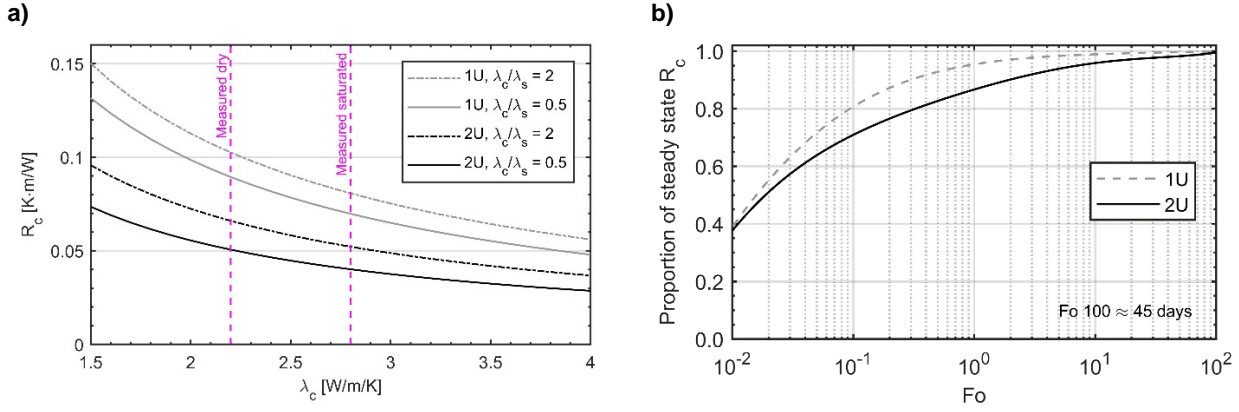 a)
R_c [K·m/W]
0.15
0.1
0.05
0
1.5
2
2.5
3
3.5
4
λ_c [W/m/K]
Measured dry
Measured saturated
1U, λ_c/λ_s = 2
1U, λ_c/λ_s = 0.5
2U, λ_c/λ_s = 2
2U, λ_c/λ_s = 0.5
b)
Proportion of steady state R_c
1.0
0.8
0.6
0.4
0.2
0.0
10^-2
10^-1
10^0
10^1
10^2
Fo
1U
2U
Fo 100 ≈ 45 days